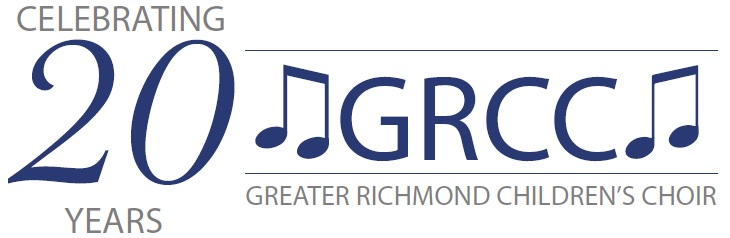 CELEBRATING
20
YEARS
GRCC
GREATER RICHMOND CHILDREN'S CHOIR